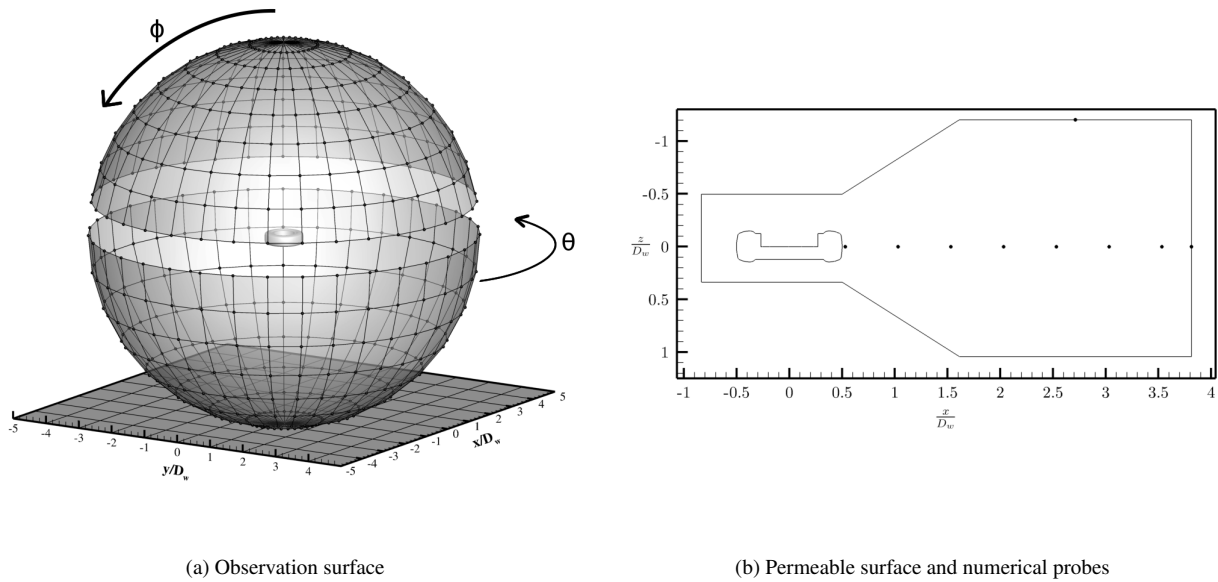 ϕ
θ
-5 -4 -3 -2 -1 0 1 2 3 4
y/D_w
-5 -4 -3 -2 -1 0 1 2 3 4 5
x/D_w
(a) Observation surface
-1
-0.5
0
0.5
1
z/D_w
-1 -0.5 0 0.5 1 1.5 2 2.5 3 3.5 4
x/D_w
(b) Permeable surface and numerical probes